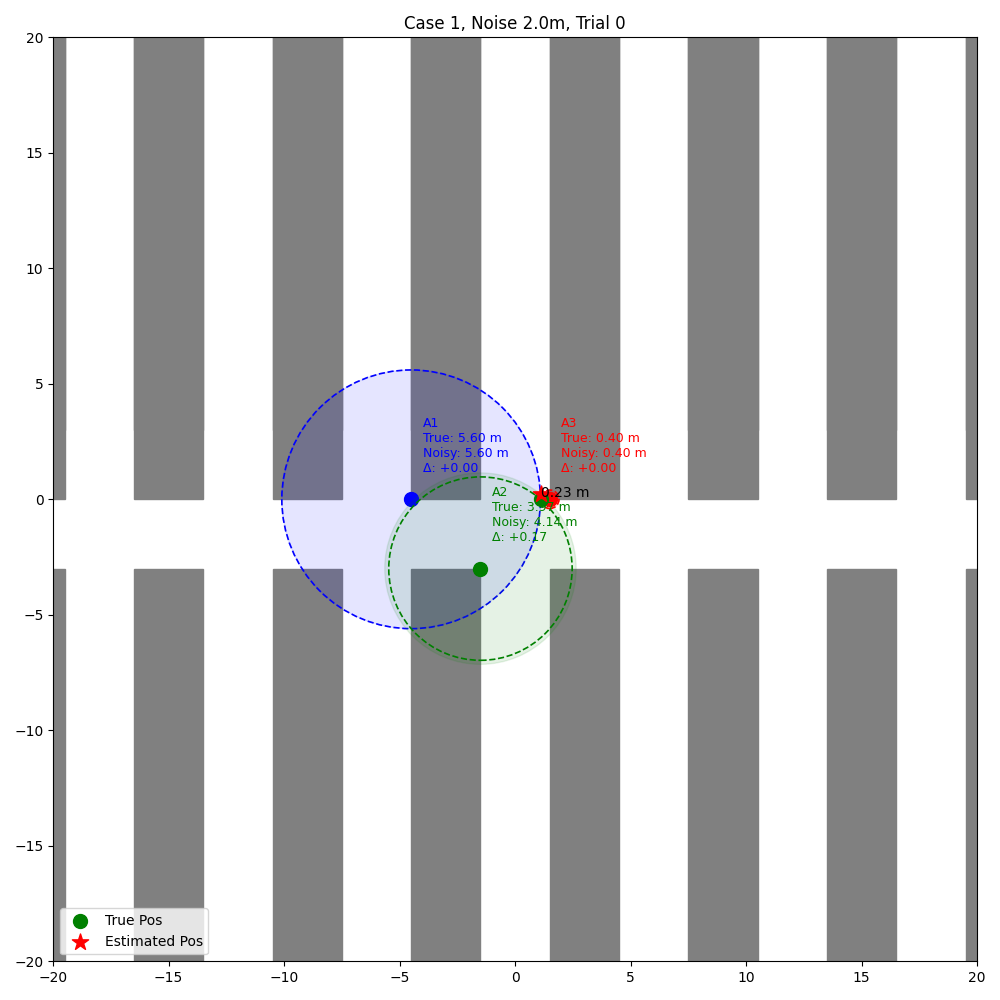 Case 1, Noise 2.0m, Trial 0
20
15
10
5
0
−5
−10
−15
−20
A1
True: 5.60 m
Noisy: 5.60 m
Δ: +0.00
A3
True: 0.40 m
Noisy: 0.40 m
Δ: +0.00
0.23 m
A2
True: m
Noisy: 4.14 m
Δ: +0.17
True Pos
Estimated Pos
−20
−15
−10
−5
0
5
10
15
20